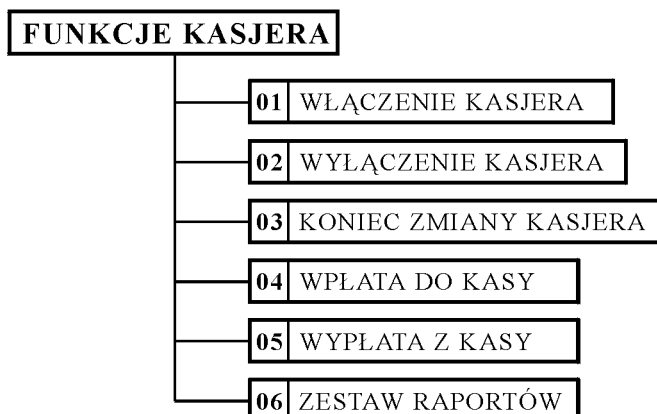 FUNKCJE KASJERA
01 WŁĄCZENIE KASJERA
02 WYŁĄCZENIE KASJERA
03 KONIEC ZMIANY KASJERA
04 WPŁATA DO KASY
05 WYPŁATA Z KASY
06 ZESTAW RAPORTÓW